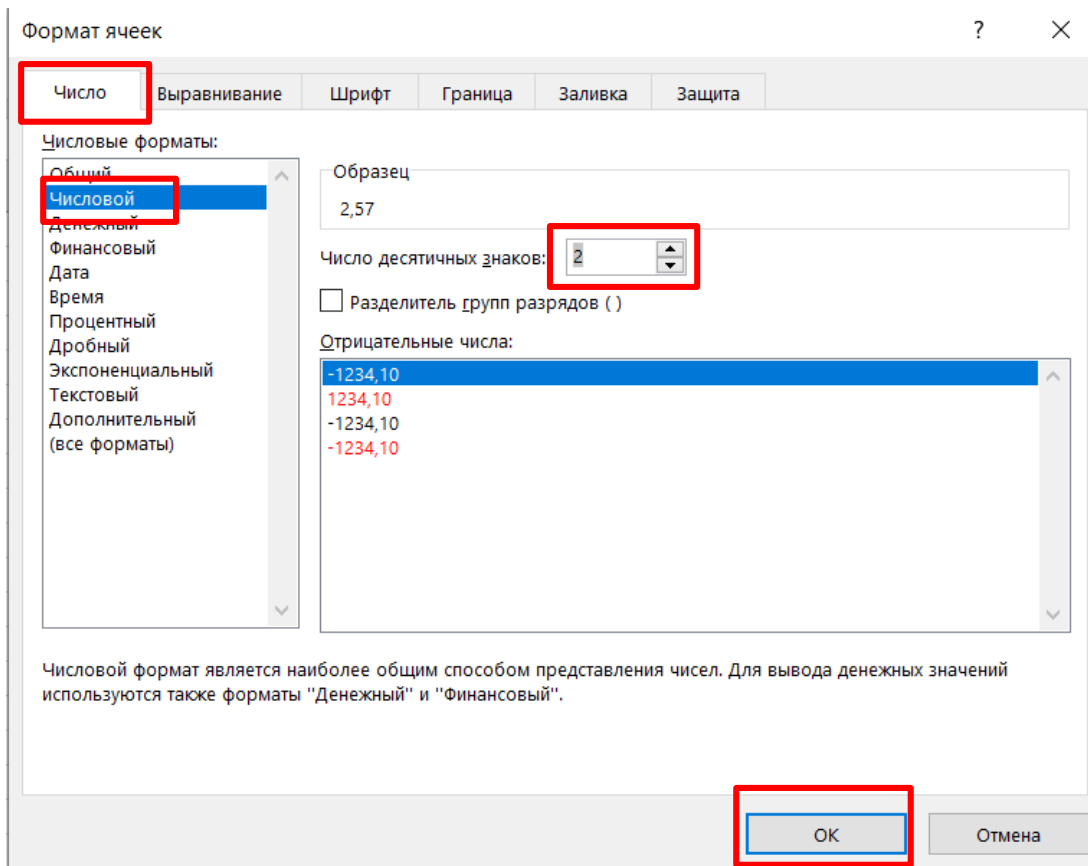 Формат ячеек ?
Число Выравнивание Шрифт Граница Заливка Защита
Числовые форматы:
Общий
Числовой
Денежный
Финансовый
Дата
Время
Процентный
Дробный
Экспоненциальный
Текстовый
Дополнительный
(все форматы)
Образец
2,57
Число десятичных знаков: 2
Разделитель групп разрядов ( )
Отрицательные числа:
-1234,10
1234,10
-1234,10
-1234,10
Числовой формат является наиболее общим способом представления чисел. Для вывода денежных значений
используются также форматы "Денежный" и "Финансовый".
ОК Отмена